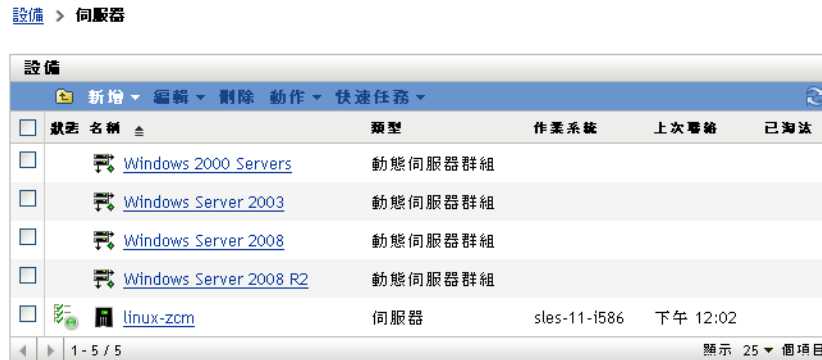 設備 > 伺服器
設備
新增 編輯 刪除 動作 快速任務
狀態 名稱 類型 作業系統 上次聯絡 已淘汰
Windows 2000 Servers 動態伺服器群組
Windows Server 2003 動態伺服器群組
Windows Server 2008 動態伺服器群組
Windows Server 2008 R2 動態伺服器群組
linux-zcm 伺服器 sles-11-i586 下午 12:02
1 - 5 / 5 顯示 25 個項目